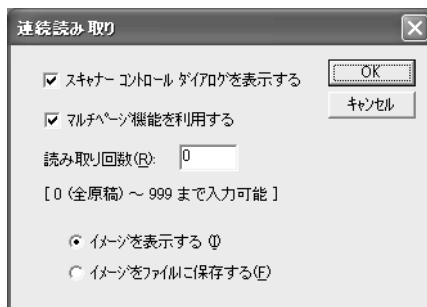 連続読み取り
スキャナー コントロール ダイアログを表示する
OK
マルチページ機能を利用する
キャンセル
読み取り回数(R): 0
[ 0 (全原稿) ～ 999 まで入力可能 ]
イメージを表示する (I)
イメージをファイルに保存する(F)